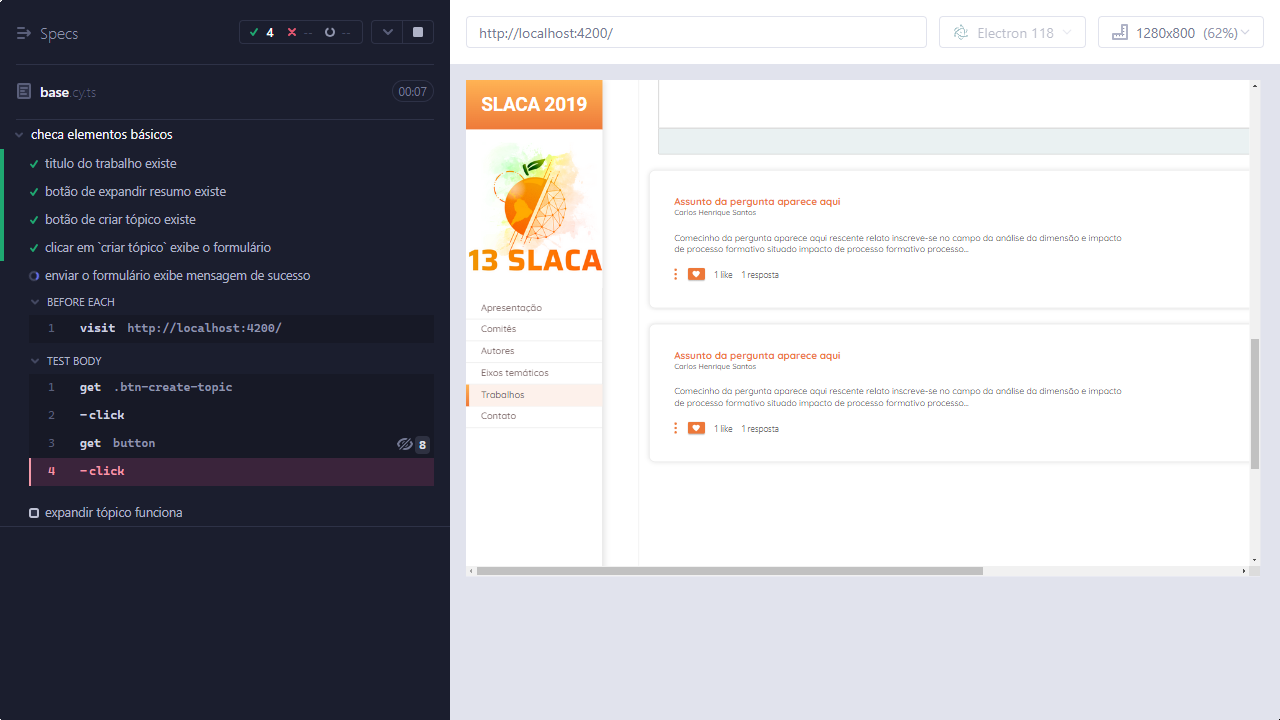 Specs
4 -- --
base.cy.ts 00:07
checa elementos básicos
titulo do trabalho existe
botão de expandir resumo existe
botão de criar tópico existe
clicar em `criar tópico` exibe o formulário
enviar o formulário exibe mensagem de sucesso
BEFORE EACH
1 visit http://localhost:4200/
TEST BODY
1 get .btn-create-topic
2 -click
3 get button 8
4 -click
expandir tópico funciona
http://localhost:4200/
Electron 118
1280x800 (62%)
SLACA 2019
13 SLACA
Apresentação
Comitês
Autores
Eixos temáticos
Trabalhos
Contato
Assunto da pergunta aparece aqui
Carlos Henrique Santos
Comecinho da pergunta aparece aqui rescente relato inscreve-se no campo da análise da dimensão e impacto
de processo formativo situado impacto de processo formativo processo...
1 like 1 resposta
Assunto da pergunta aparece aqui
Carlos Henrique Santos
Comecinho da pergunta aparece aqui rescente relato inscreve-se no campo da análise da dimensão e impacto
de processo formativo situado impacto de processo formativo processo...
1 like 1 resposta